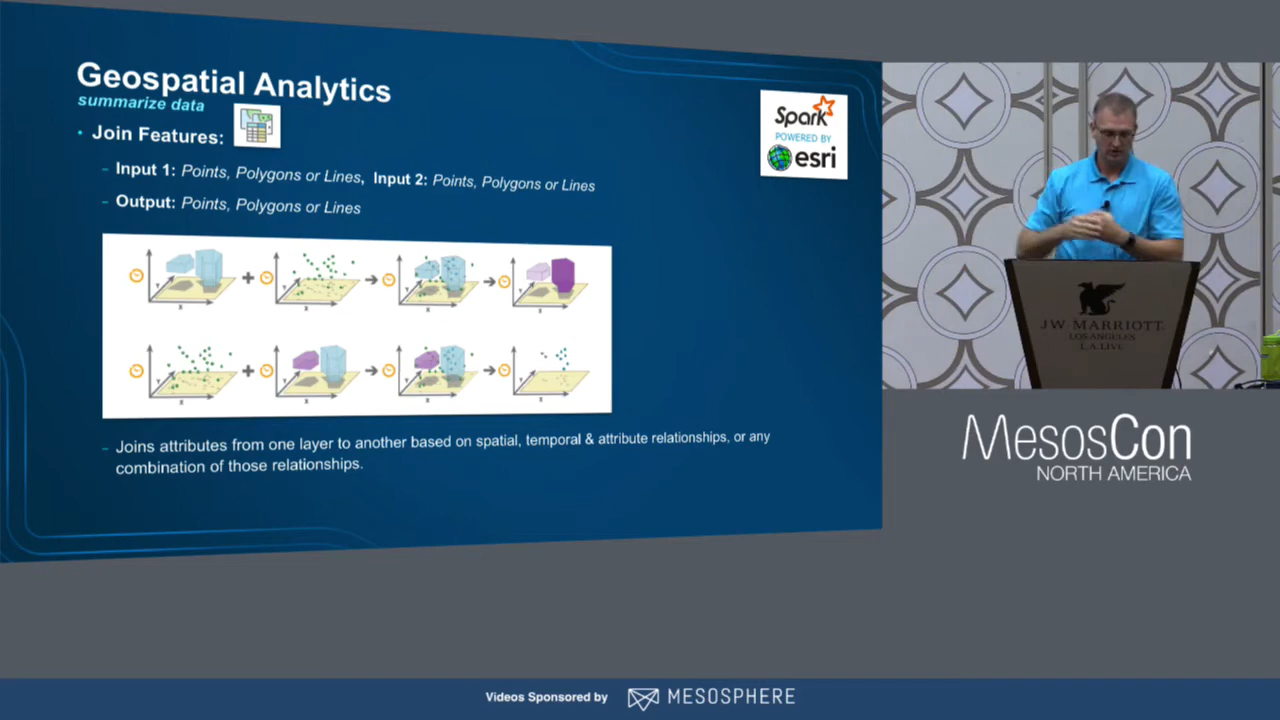 Geospatial Analytics
summarize data
• Join Features:
– Input 1: Points, Polygons or Lines, Input 2: Points, Polygons or Lines
– Output: Points, Polygons or Lines
– Joins attributes from one layer to another based on spatial, temporal & attribute relationships, or any
combination of those relationships.
Spark
POWERED BY
esri
JW MARRIOTT.
LOS ANGELES
L.A. LIVE
MesosCon
NORTH AMERICA
Videos Sponsored by MESOSPHERE